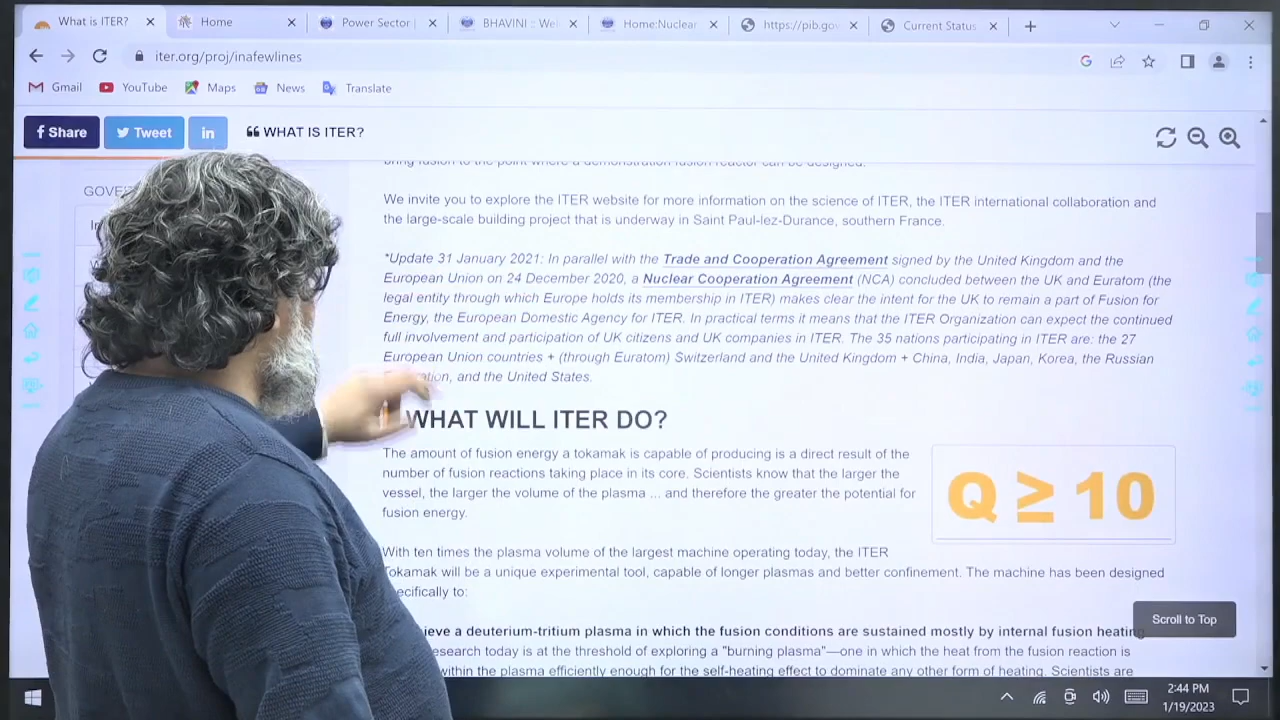 What is ITER?
Home
Power Sector
BHAVINI :: Wel
Home:Nuclear
https://pib.gov
Current Status
iter.org/proj/inafewlines
Gmail
YouTube
Maps
News
Translate
Share
Tweet
in
WHAT IS ITER?
bring fusion to the point where a demonstration fusion reactor can be designed.
We invite you to explore the ITER website for more information on the science of ITER, the ITER international collaboration and
the large-scale building project that is underway in Saint Paul-lez-Durance, southern France.
*Update 31 January 2021: In parallel with the Trade and Cooperation Agreement signed by the United Kingdom and the
European Union on 24 December 2020, a Nuclear Cooperation Agreement (NCA) concluded between the UK and Euratom (the
legal entity through which Europe holds its membership in ITER) makes clear the intent for the UK to remain a part of Fusion for
Energy, the European Domestic Agency for ITER. In practical terms it means that the ITER Organization can expect the continued
full involvement and participation of UK citizens and UK companies in ITER. The 35 nations participating in ITER are: the 27
European Union countries + (through Euratom) Switzerland and the United Kingdom + China, India, Japan, Korea, the Russian
and the United States.
WHAT WILL ITER DO?
The amount of fusion energy a tokamak is capable of producing is a direct result of the
number of fusion reactions taking place in its core. Scientists know that the larger the
vessel, the larger the volume of the plasma ... and therefore the greater the potential for
fusion energy.
Q ≥ 10
With ten times the plasma volume of the largest machine operating today, the ITER
Tokamak will be a unique experimental tool, capable of longer plasmas and better confinement. The machine has been designed
specifically to:
a deuterium-tritium plasma in which the fusion conditions are sustained mostly by internal fusion heating
research today is at the threshold of exploring a "burning plasma"—one in which the heat from the fusion reaction is
within the plasma efficiently enough for the self-heating effect to dominate any other form of heating. Scientists are
Scroll to Top
2:44 PM
1/19/2023